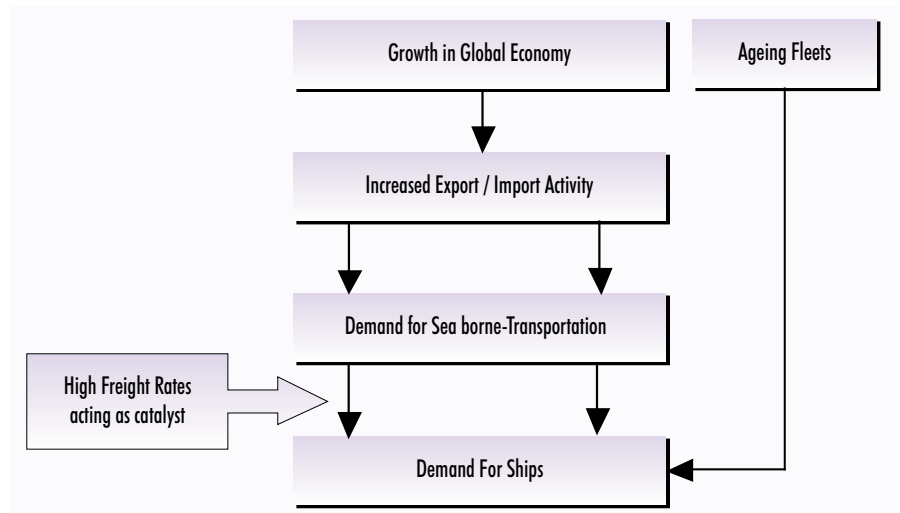 Growth in Global Economy
Ageing Fleets
Increased Export / Import Activity
Demand for Sea borne-Transportation
High Freight Rates
acting as catalyst
Demand For Ships